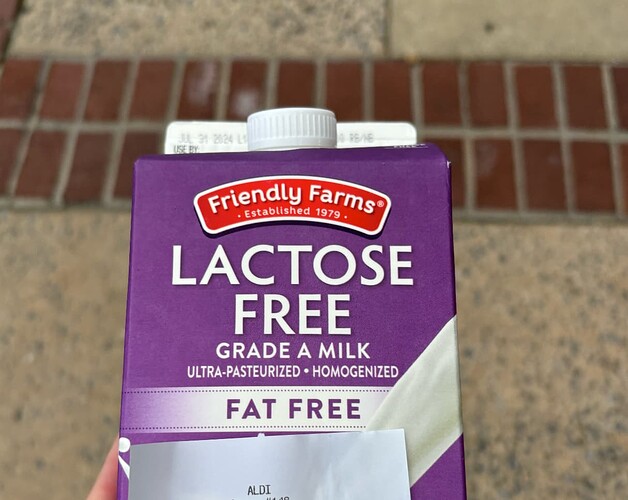 JUL 31 2024
USE BY:
Friendly Farms®
• Established 1979 •
LACTOSE
FREE
GRADE A MILK
ULTRA-PASTEURIZED • HOMOGENIZED
FAT FREE
ALDI